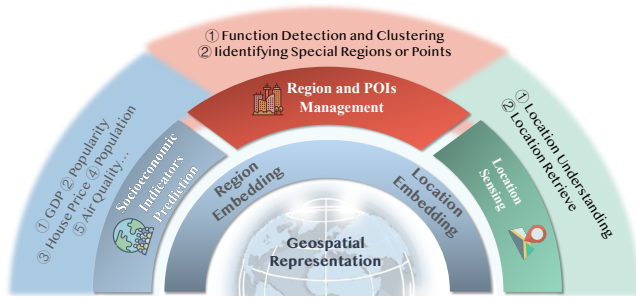 ① Function Detection and Clustering
② Iidentifying Special Regions or Points
Region and POIs
Management
① GDP ② Popularity
③ House Price ④ Population
⑤ Air Quality...
Socioeconomic
Indicators
Prediction
Region
Embedding
Location
Embedding
Location
Sensing
① Location Understanding
② Location Retrieve
Geospatial
Representation